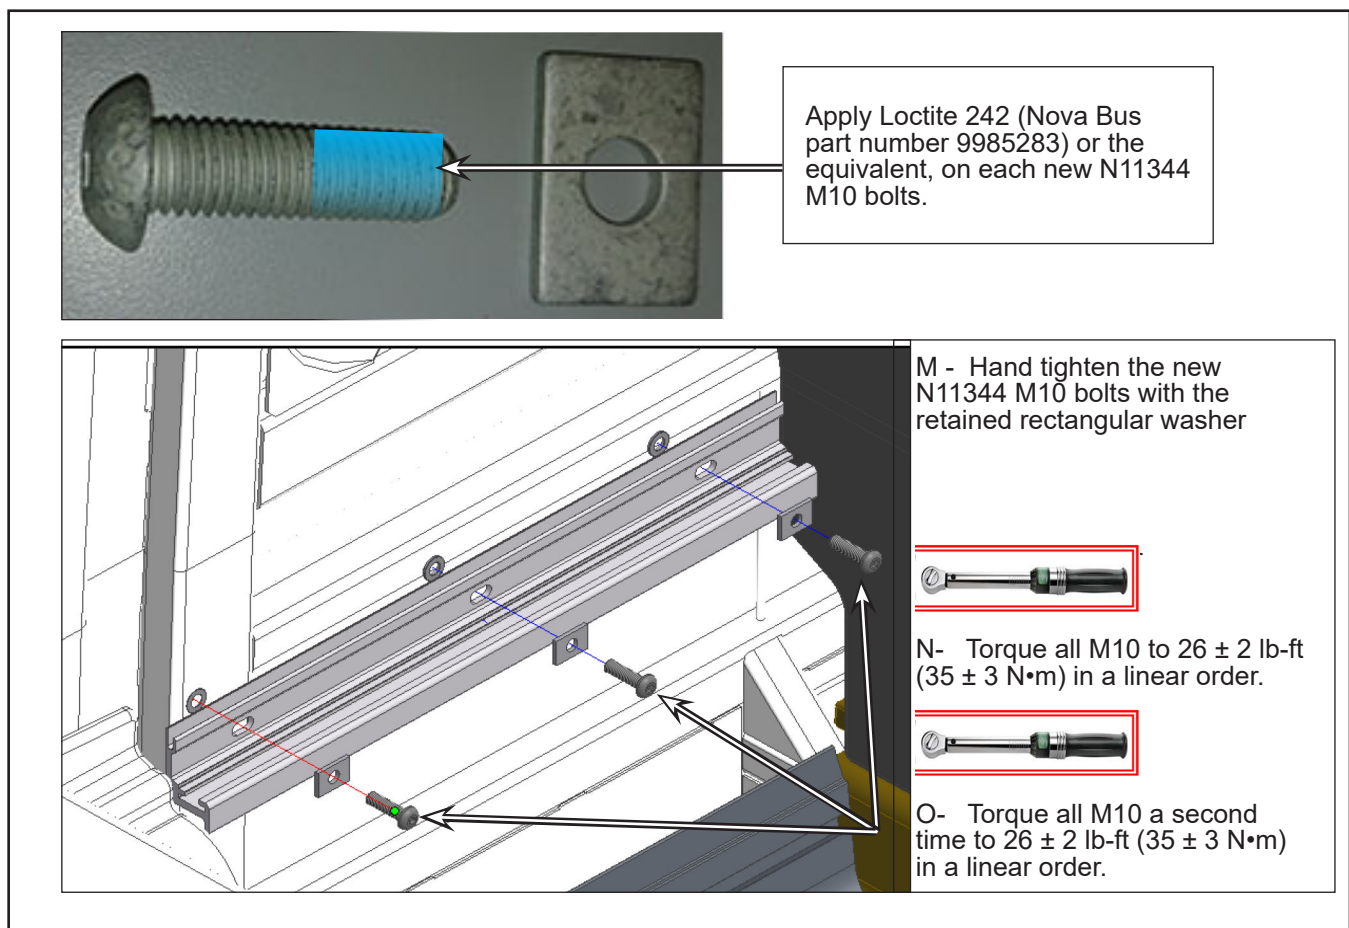 Apply Loctite 242 (Nova Bus
part number 9985283) or the
equivalent, on each new N11344
M10 bolts.
M - Hand tighten the new
N11344 M10 bolts with the
retained rectangular washer
N- Torque all M10 to 26 ± 2 lb-ft
(35 ± 3 N•m) in a linear order.
O- Torque all M10 a second
time to 26 ± 2 lb-ft (35 ± 3 N•m)
in a linear order.